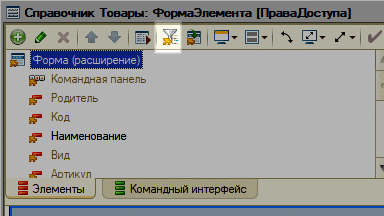 Справочник Товары: ФормаЭлемента [ПраваДоступа]
Форма (расширение)
Командная панель
Родитель
Код
Наименование
Вид
Артикул
Элементы
Командный интерфейс